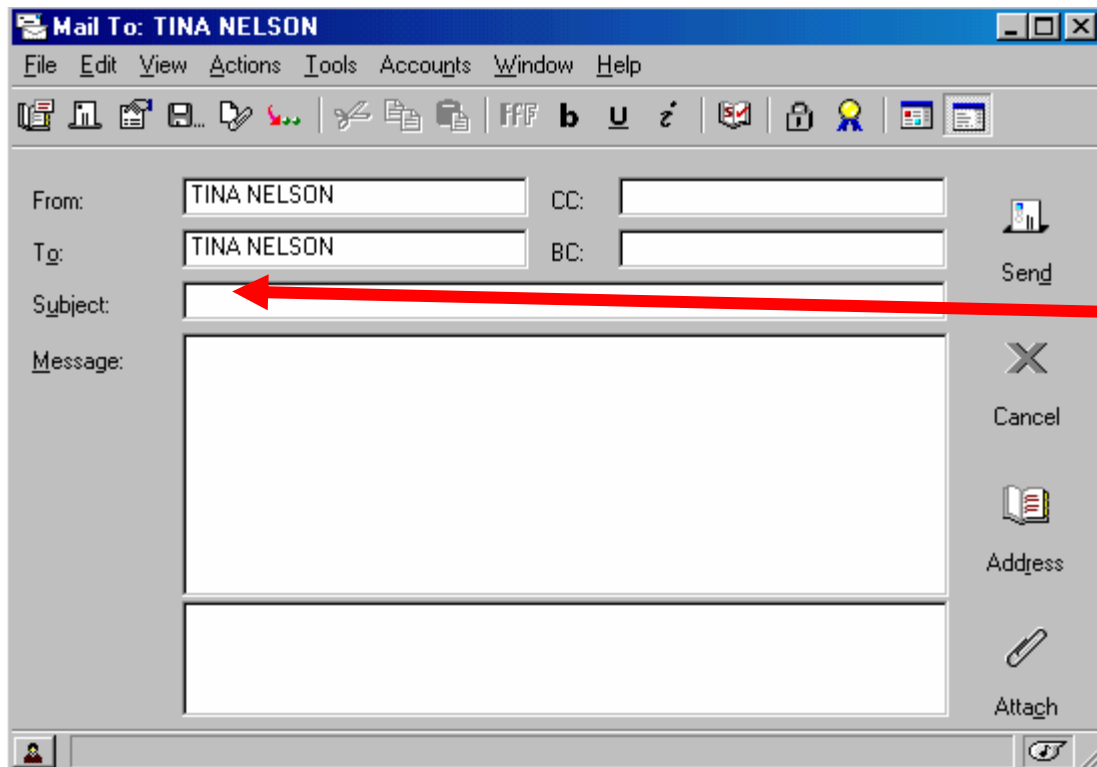 Mail To: TINA NELSON
File Edit View Actions Tools Accounts Window Help
FfF b u i
From: TINA NELSON CC:
To: TINA NELSON BC:
Send
Subject:
Message:
Cancel
Address
Attach